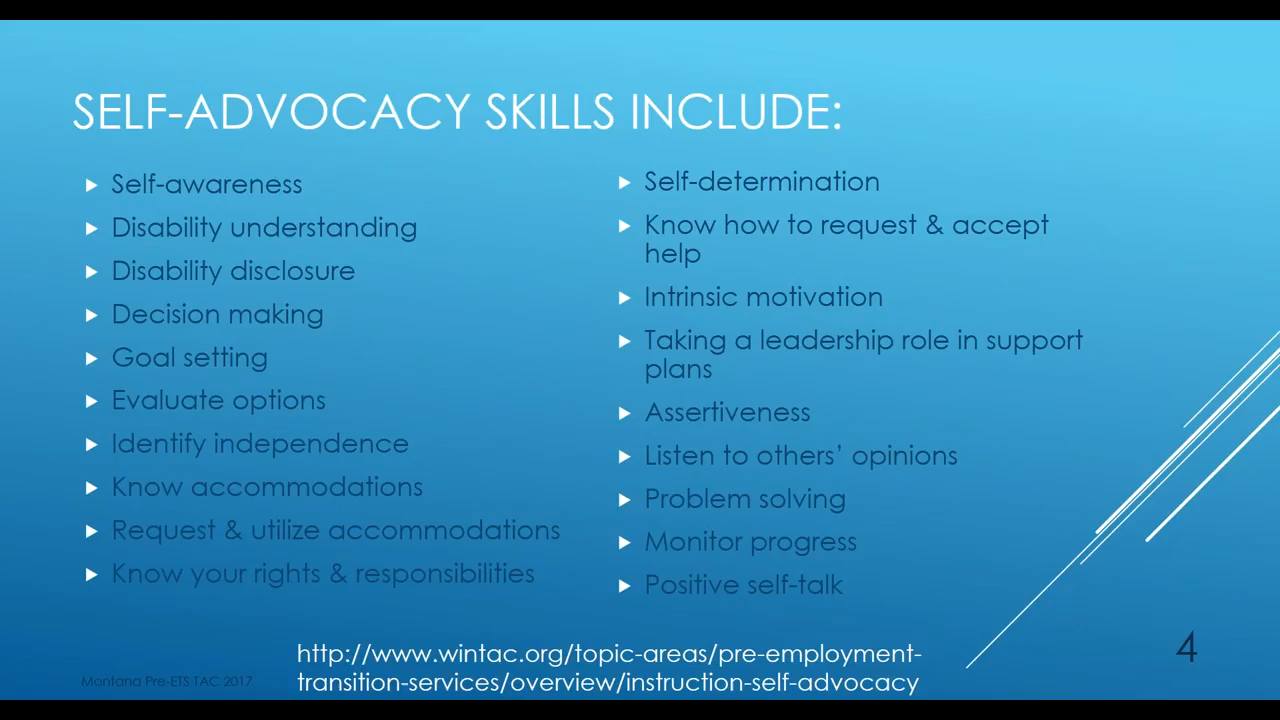 SELF-ADVOCACY SKILLS INCLUDE:
Self-awareness
Disability understanding
Disability disclosure
Decision making
Goal setting
Evaluate options
Identify independence
Know accommodations
Request & utilize accommodations
Know your rights & responsibilities
Self-determination
Know how to request & accept
help
Intrinsic motivation
Taking a leadership role in support
plans
Assertiveness
Listen to others’ opinions
Problem solving
Monitor progress
Positive self-talk
http://www.wintac.org/topic-areas/pre-employment-
transition-services/overview/instruction-self-advocacy
Montana Pre-ETS TAC 2017
4